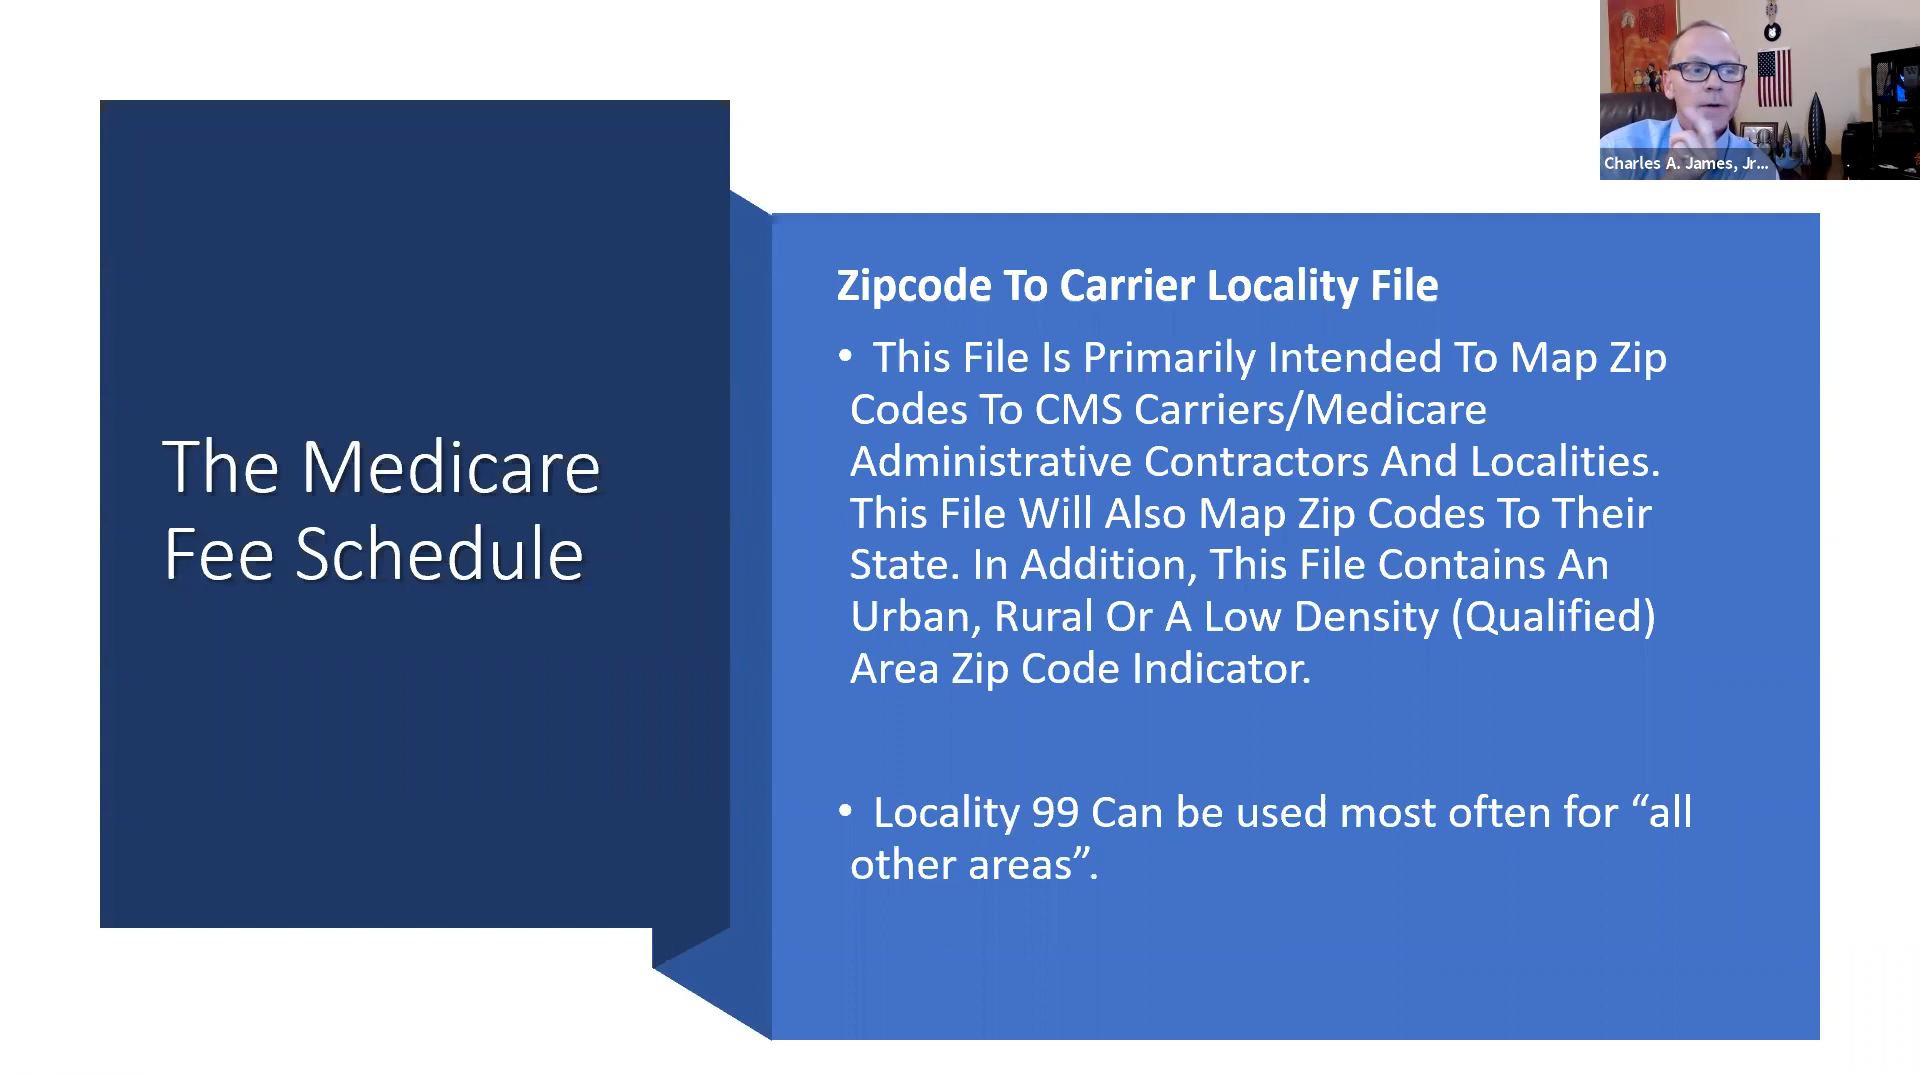 Charles A. James, Jr...
The Medicare
Fee Schedule
Zipcode To Carrier Locality File
• This File Is Primarily Intended To Map Zip
Codes To CMS Carriers/Medicare
Administrative Contractors And Localities.
This File Will Also Map Zip Codes To Their
State. In Addition, This File Contains An
Urban, Rural Or A Low Density (Qualified)
Area Zip Code Indicator.
• Locality 99 Can be used most often for “all
other areas”.